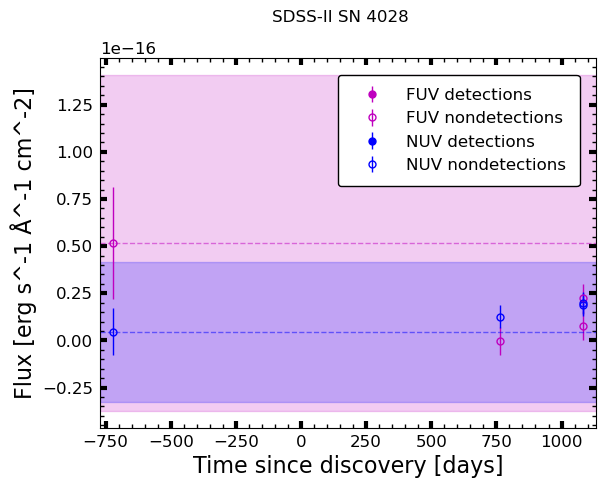 SDSS-II SN 4028
1e−16
FUV detections
FUV nondetections
NUV detections
NUV nondetections
1.25
1.00
0.75
0.50
0.25
0.00
−0.25
Flux [erg s^-1 Å^-1 cm^-2]
−750 −500 −250 0 250 500 750 1000
Time since discovery [days]